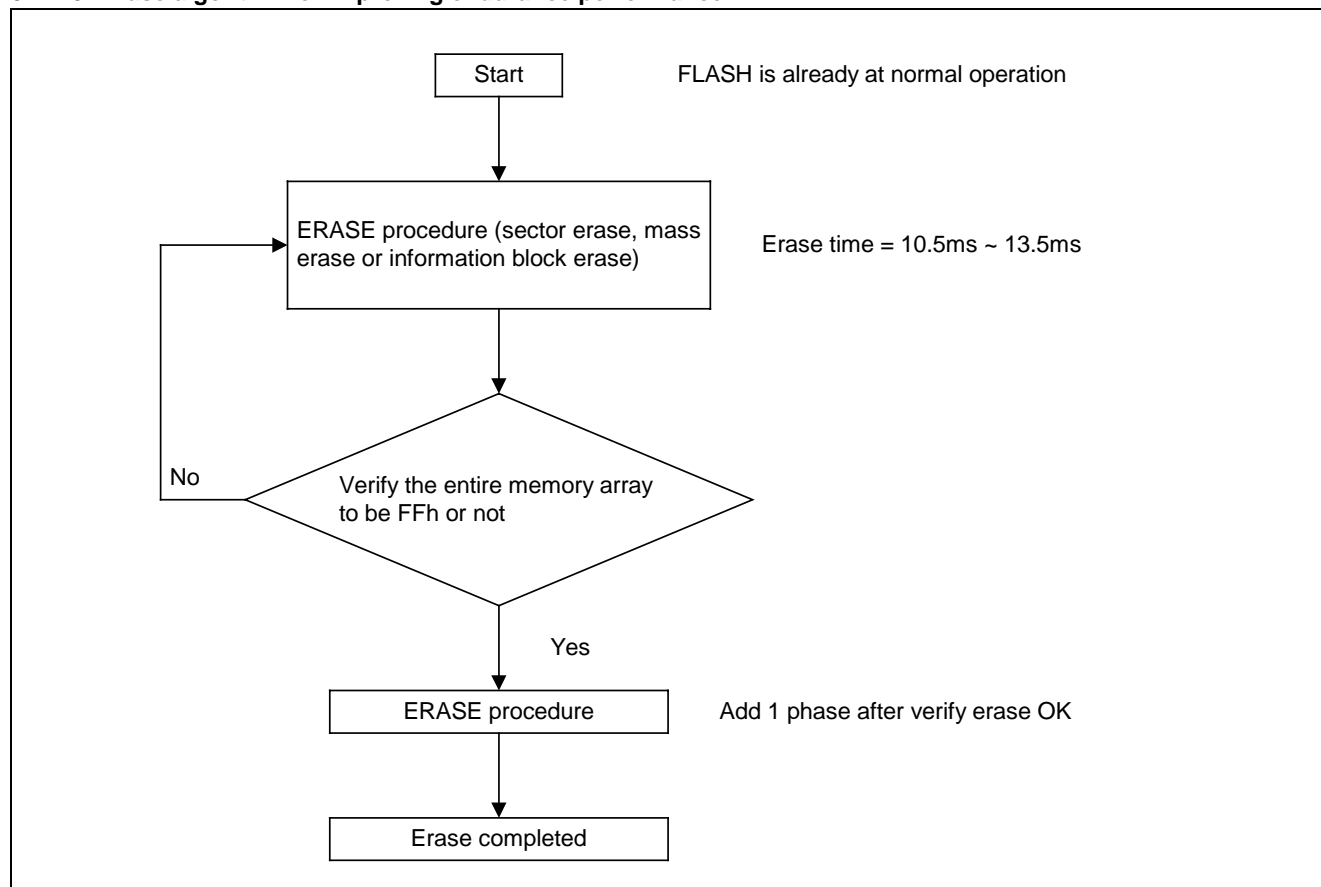 Start
FLASH is already at normal operation
ERASE procedure (sector erase, mass
erase or information block erase)
Erase time = 10.5ms ~ 13.5ms
No
Verify the entire memory array
to be FFh or not
Yes
ERASE procedure
Add 1 phase after verify erase OK
Erase completed